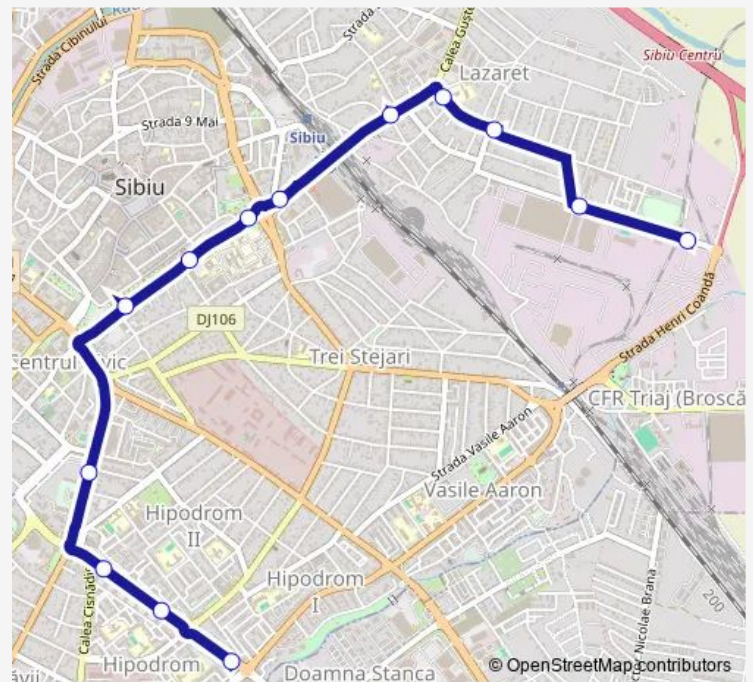 Strada Cibinului
Calea Gușt
Lazaret
Sibiu Centru
Strada 9 Mai
Sibiu
Sibiu
DJ106
Centrul Civic
Trei Stejari
Strada Henri Coandă
CFR Triaj (Broscă
Strada Vasile Aaron
Vasile Aaron
Hipodrom
II
Hipodrom
I
Calea Cisnădie
Nicolae Brana
200
Hipodrom
Doamna Stanca
© OpenStreetMap contributors